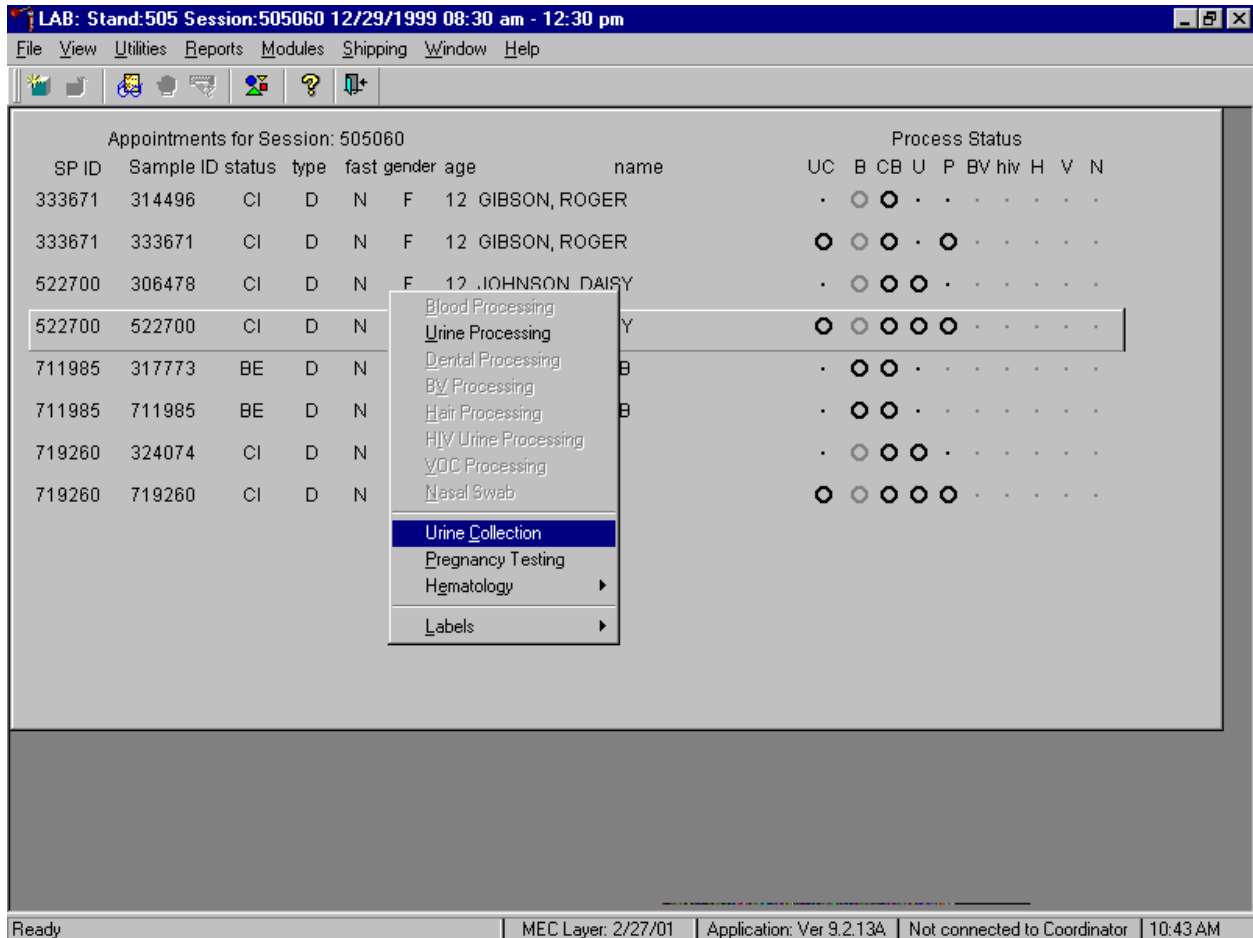 LAB: Stand:505 Session:505060 12/29/1999 08:30 am - 12:30 pm
File View Utilities Reports Modules Shipping Window Help
Appointments for Session: 505060 Process Status
SP ID Sample ID status type fast gender age name UC B CB U P BV hiv H V N
333671 314496 CI D N F 12 GIBSON, ROGER
333671 333671 CI D N F 12 GIBSON, ROGER
522700 306478 CI D N F 12 JOHNSON, DAISY
522700 522700 CI D N Y
711985 317773 BE D N B
711985 711985 BE D N B
719260 324074 CI D N
719260 719260 CI D N
Blood Processing
Urine Processing
Dental Processing
BV Processing
Hair Processing
HIV Urine Processing
VOC Processing
Nasal Swab
Urine Collection
Pregnancy Testing
Hematology
Labels
Ready MEC Layer: 2/27/01 Application: Ver 9.2.13A Not connected to Coordinator 10:43 AM